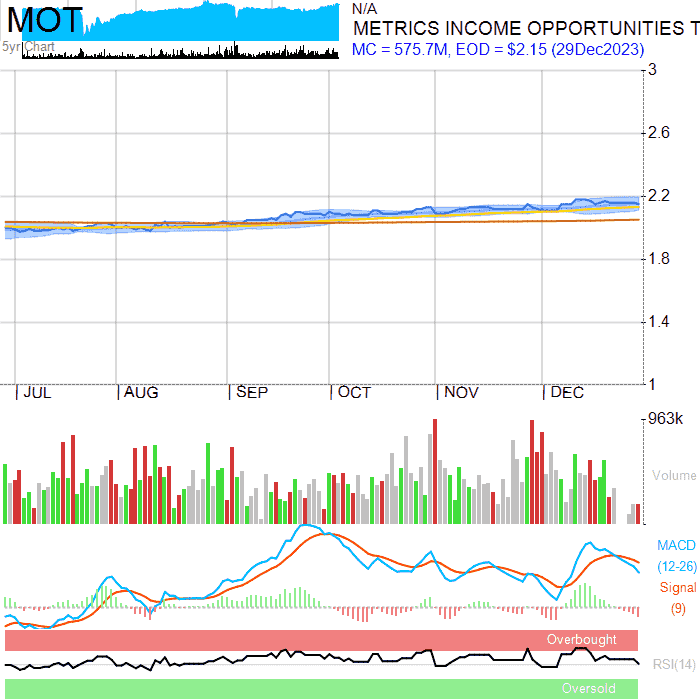 MOT
N/A
METRICS INCOME OPPORTUNITIES T
5yr Chart
MC = 575.7M, EOD = $2.15 (29Dec2023)
3
2.6
2.2
1.8
1.4
1
| JUL | AUG | SEP | OCT | NOV | DEC
963k
Volume
MACD
(12-26)
Signal
(9)
Overbought
RSI(14)
Oversold